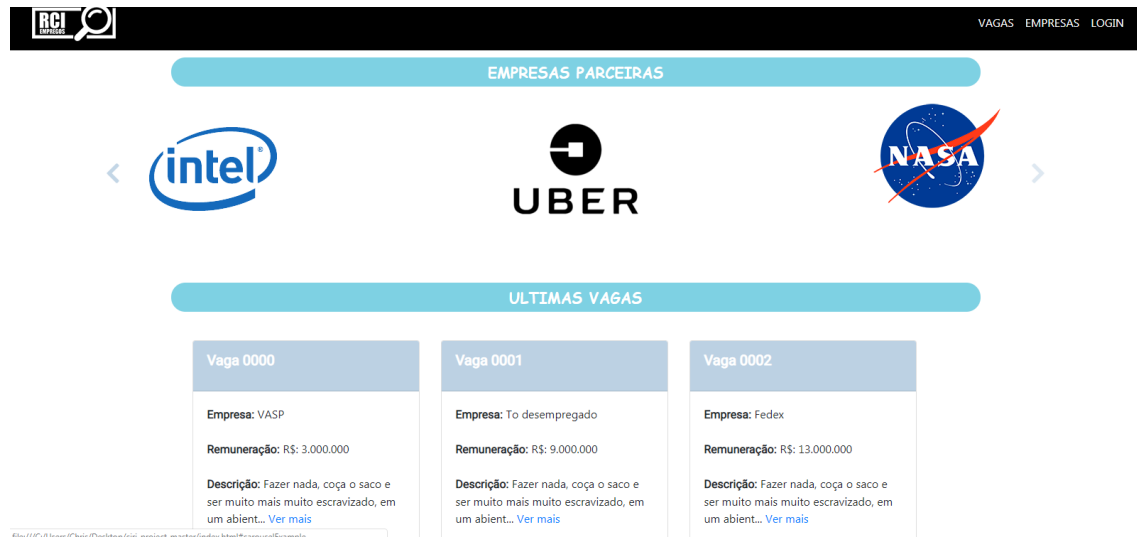 RCI
EMPREGOS
VAGAS EMPRESAS LOGIN
EMPRESAS PARCEIRAS
intel
UBER
NASA
ULTIMAS VAGAS
Vaga 0000
Empresa: VASP
Remuneração: R$: 3.000.000
Descrição: Fazer nada, coça o saco e
ser muito mais muito escravizado, em
um abient... Ver mais
Vaga 0001
Empresa: To desempregado
Remuneração: R$: 9.000.000
Descrição: Fazer nada, coça o saco e
ser muito mais muito escravizado, em
um abient... Ver mais
Vaga 0002
Empresa: Fedex
Remuneração: R$: 13.000.000
Descrição: Fazer nada, coça o saco e
ser muito mais muito escravizado, em
um abient... Ver mais